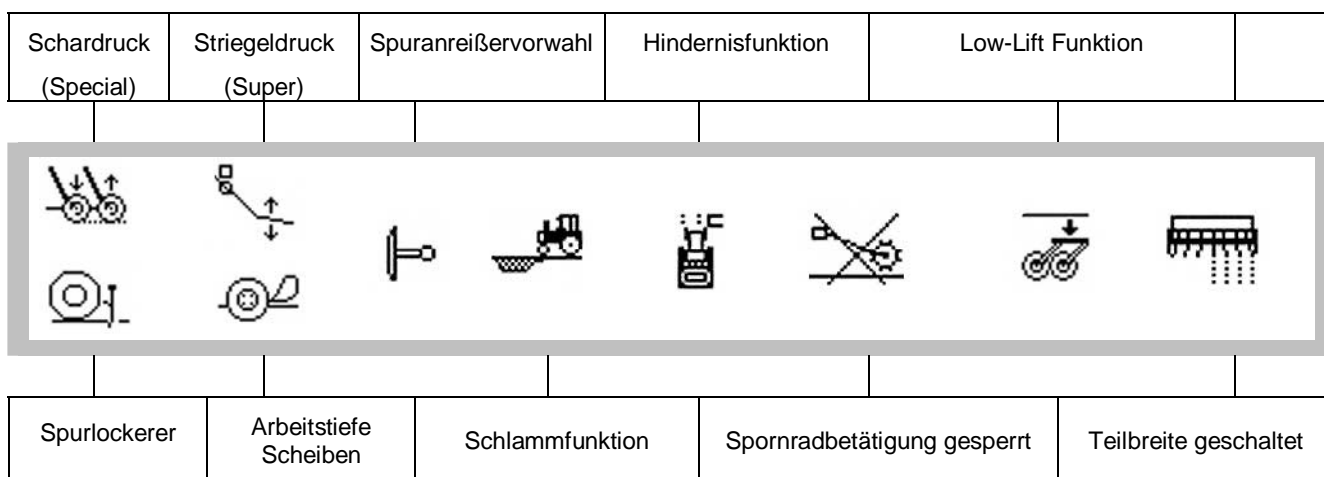 Schardruck
(Special)
Striegeldruck
(Super)
Spuranreißervorwahl
Hindernisfunktion
Low-Lift Funktion
Spurlockerer
Arbeitstiefe
Scheiben
Schlammfunktion
Spornradbetätigung gesperrt
Teilbreite geschaltet